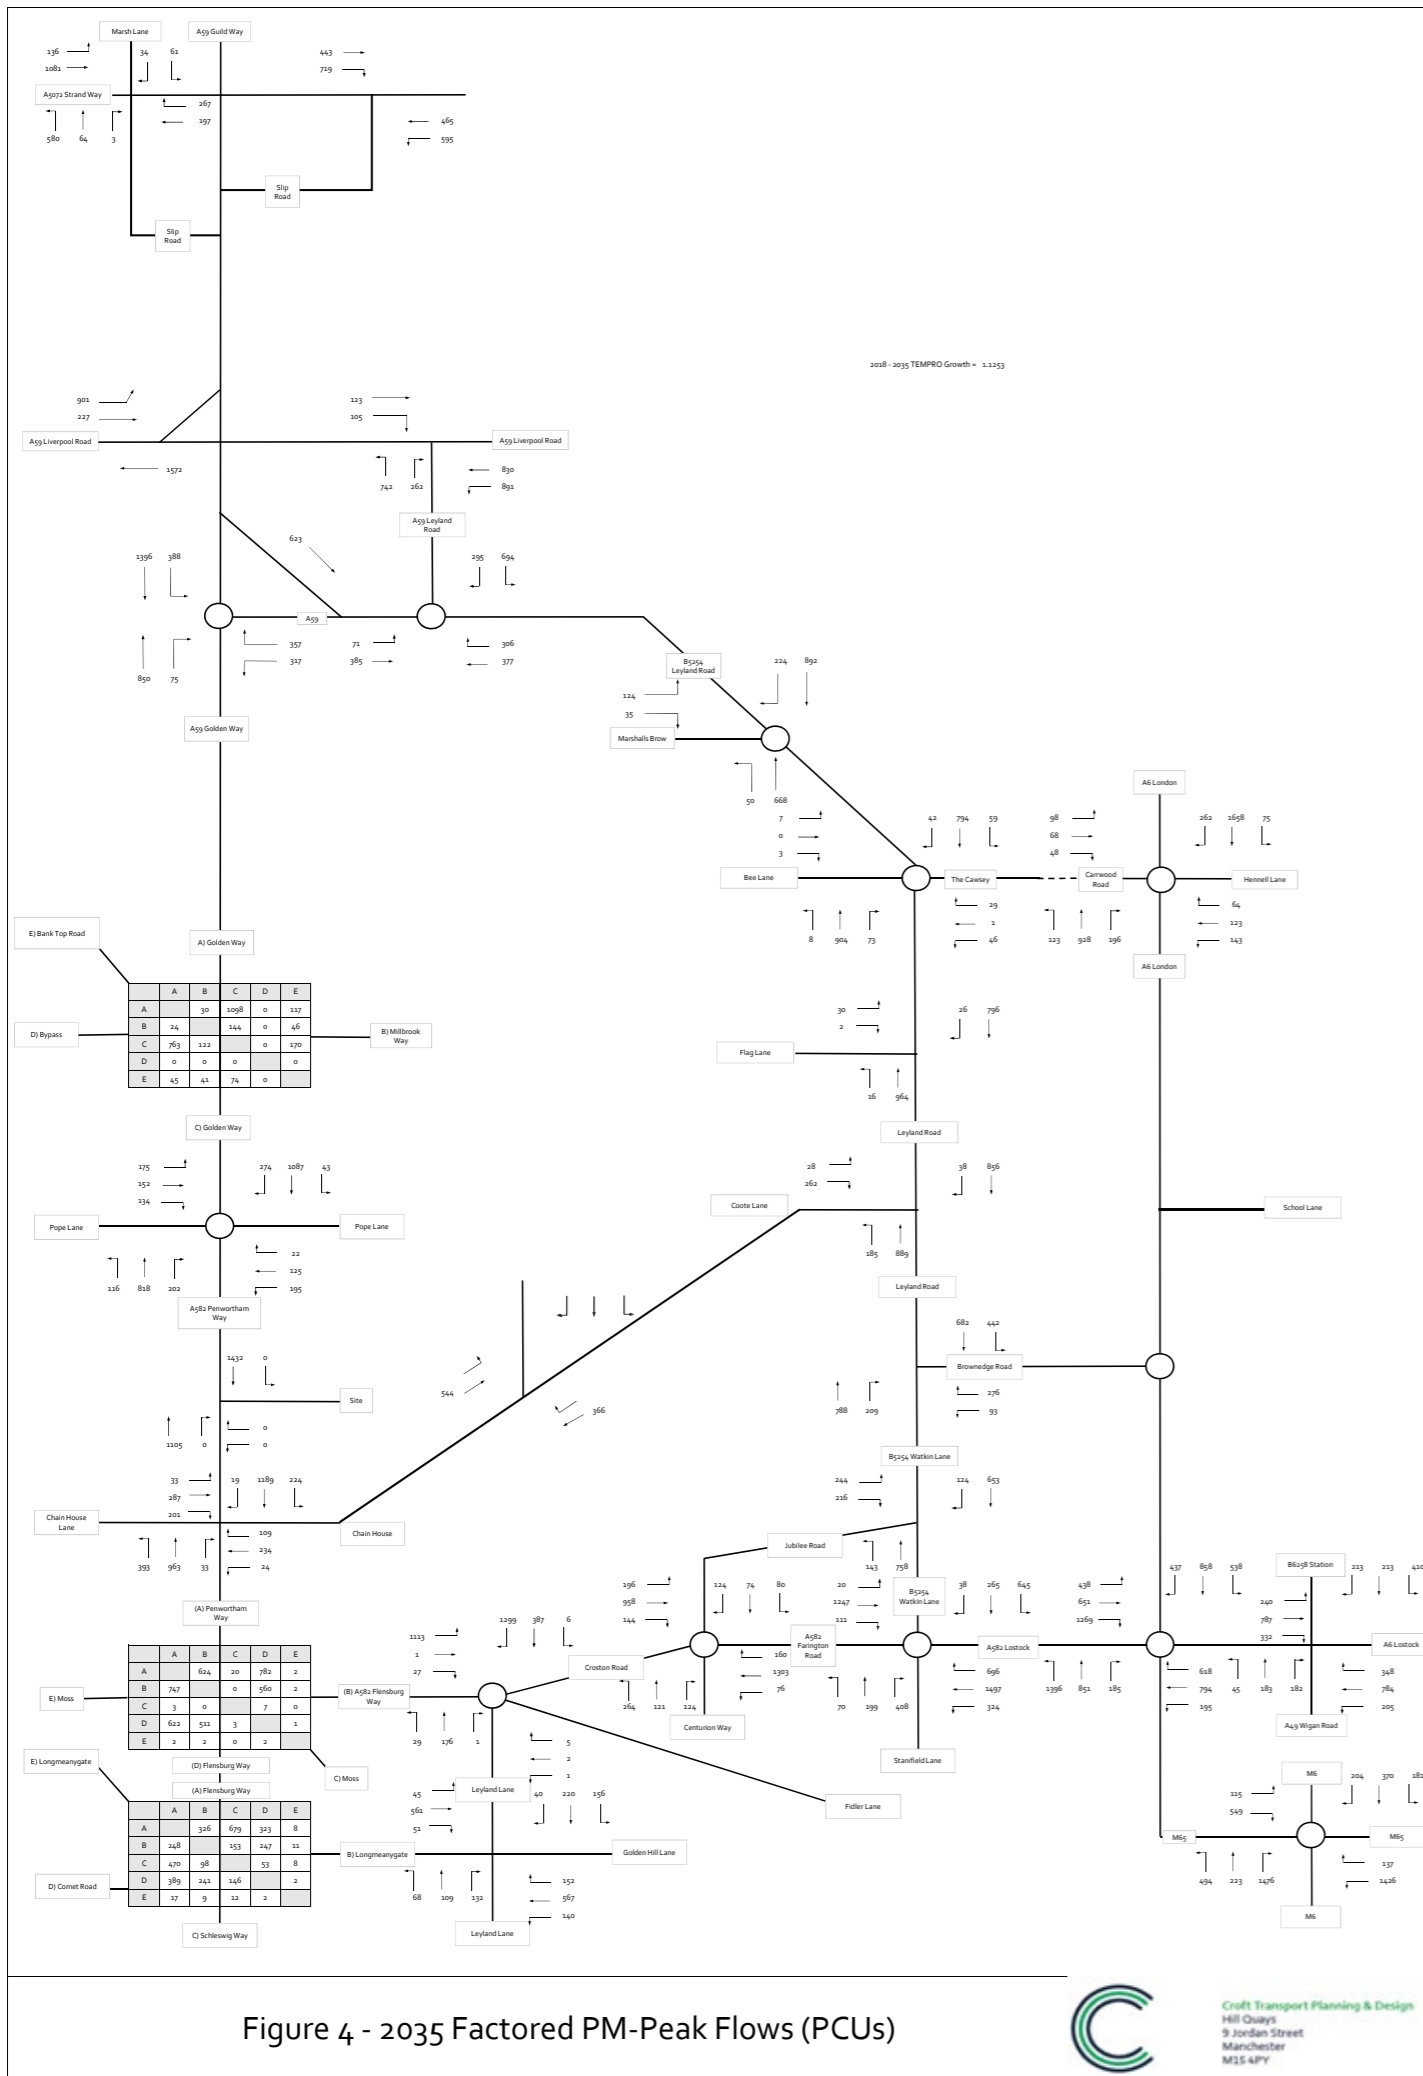 Marsh Lane
A59 Guild Way
136
34
61
443
1081
719
A5072 Strand Way
267
197
465
580
64
3
595
Slip
Road
Slip
Road
2018 - 2035 TEMPRO Growth = 1.1253
901
123
227
105
A59 Liverpool Road
A59 Liverpool Road
1572
830
742
262
891
A59 Leyland
Road
623
1396
388
295
694
A59
357
71
306
317
385
377
850
75
B5254
Leyland Road
224
892
124
35
A59 Golden Way
Marshalls Brow
50
668
A6 London
7
42
794
59
98
262
1658
75
0
68
3
48
Bee Lane
The Cawsey
Carrwood
Road
Hennell Lane
29
64
1
123
8
904
73
46
123
928
196
143
E) Bank Top Road
A) Golden Way
A6 London
A B C D E
A 30 1098 0 117
B 24 144 0 46
C 763 122 0 170
D 0 0 0 0
E 45 41 74 0
D) Bypass
B) Millbrook
Way
30
26
796
2
Flag Lane
16
964
C) Golden Way
Leyland Road
175
274
1087
43
152
134
28
38
856
262
Pope Lane
Pope Lane
Coote Lane
School Lane
22
125
116
818
202
195
185
889
A582 Penwortham
Way
Leyland Road
1432
0
682
442
Brownedge Road
544
Site
276
366
788
209
93
0
1105
0
0
B5254 Watkin Lane
33
19
1189
224
244
124
653
287
216
201
Chain House
Lane
Chain House
109
234
393
963
33
24
Jubilee Road
143
758
(A) Penwortham
Way
196
124
74
80
20
B5254
Watkin Lane
38
265
645
438
437
858
538
B6258 Station
213
213
410
958
1247
651
240
144
111
1269
787
332
1299
387
6
1113
1
27
A582
Farington
Road
A582 Lostock
A6 Lostock
Croston Road
A B C D E
A 624 20 782 2
B 747 0 560 2
C 3 0 7 0
D 622 511 3 1
E 2 2 0 2
160
1303
76
696
1497
324
618
794
195
348
784
205
264
121
124
70
199
408
1396
851
185
45
183
182
E) Moss
(B) A582 Flensburg
Way
Centurion Way
A49 Wigan Road
29
176
1
5
2
1
Stanifield Lane
E) Longmeanygate
(D) Flensburg Way
C) Moss
(A) Flensburg Way
Leyland Lane
M6
45
40
220
156
115
204
370
181
561
549
51
Fidler Lane
A B C D E
A 326 679 323 8
B 248 153 247 11
C 470 98 53 8
D 389 241 146 2
E 17 9 12 2
B) Longmeanygate
Golden Hill Lane
M65
M65
D) Comet Road
68
109
132
152
567
140
494
223
1476
137
1426
C) Schleswig Way
Leyland Lane
M6
Figure 4 - 2035 Factored PM-Peak Flows (PCUs)
Croft Transport Planning & Design
Hill Quays
9 Jordan Street
Manchester
M15 4PY